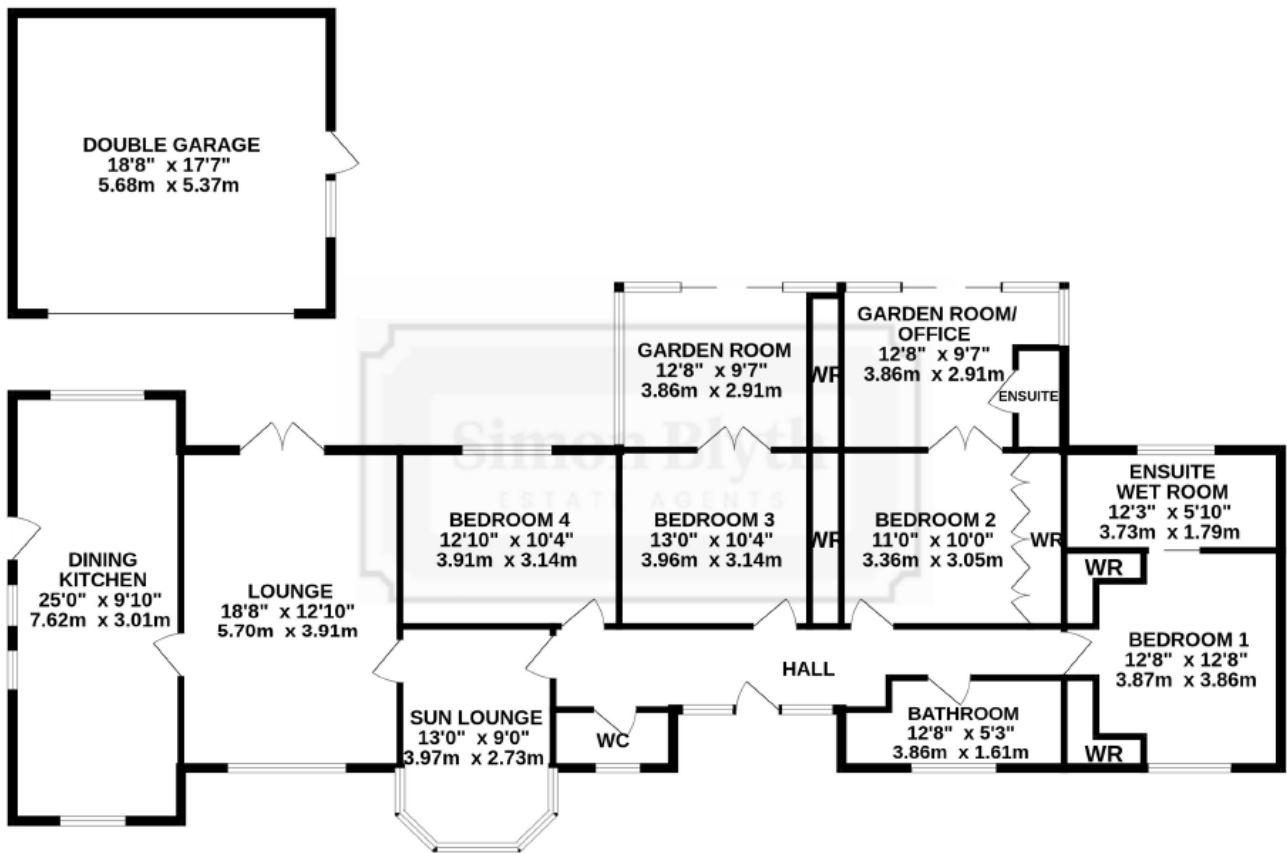 DOUBLE GARAGE
18'8" x 17'7"
5.68m x 5.37m
GARDEN ROOM
12'8" x 9'7"
3.86m x 2.91m
WR
GARDEN ROOM/
OFFICE
12'8" x 9'7"
3.86m x 2.91m
ENSUITE
Simon Blyth
ESTATE AGENTS
DINING
KITCHEN
25'0" x 9'10"
7.62m x 3.01m
LOUNGE
18'8" x 12'10"
5.70m x 3.91m
BEDROOM 4
12'10" x 10'4"
3.91m x 3.14m
BEDROOM 3
13'0" x 10'4"
3.96m x 3.14m
WR
BEDROOM 2
11'0" x 10'0"
3.36m x 3.05m
WR
ENSUITE
WET ROOM
12'3" x 5'10"
3.73m x 1.79m
WR
BEDROOM 1
12'8" x 12'8"
3.87m x 3.86m
WR
HALL
SUN LOUNGE
13'0" x 9'0"
3.97m x 2.73m
WC
BATHROOM
12'8" x 5'3"
3.86m x 1.61m